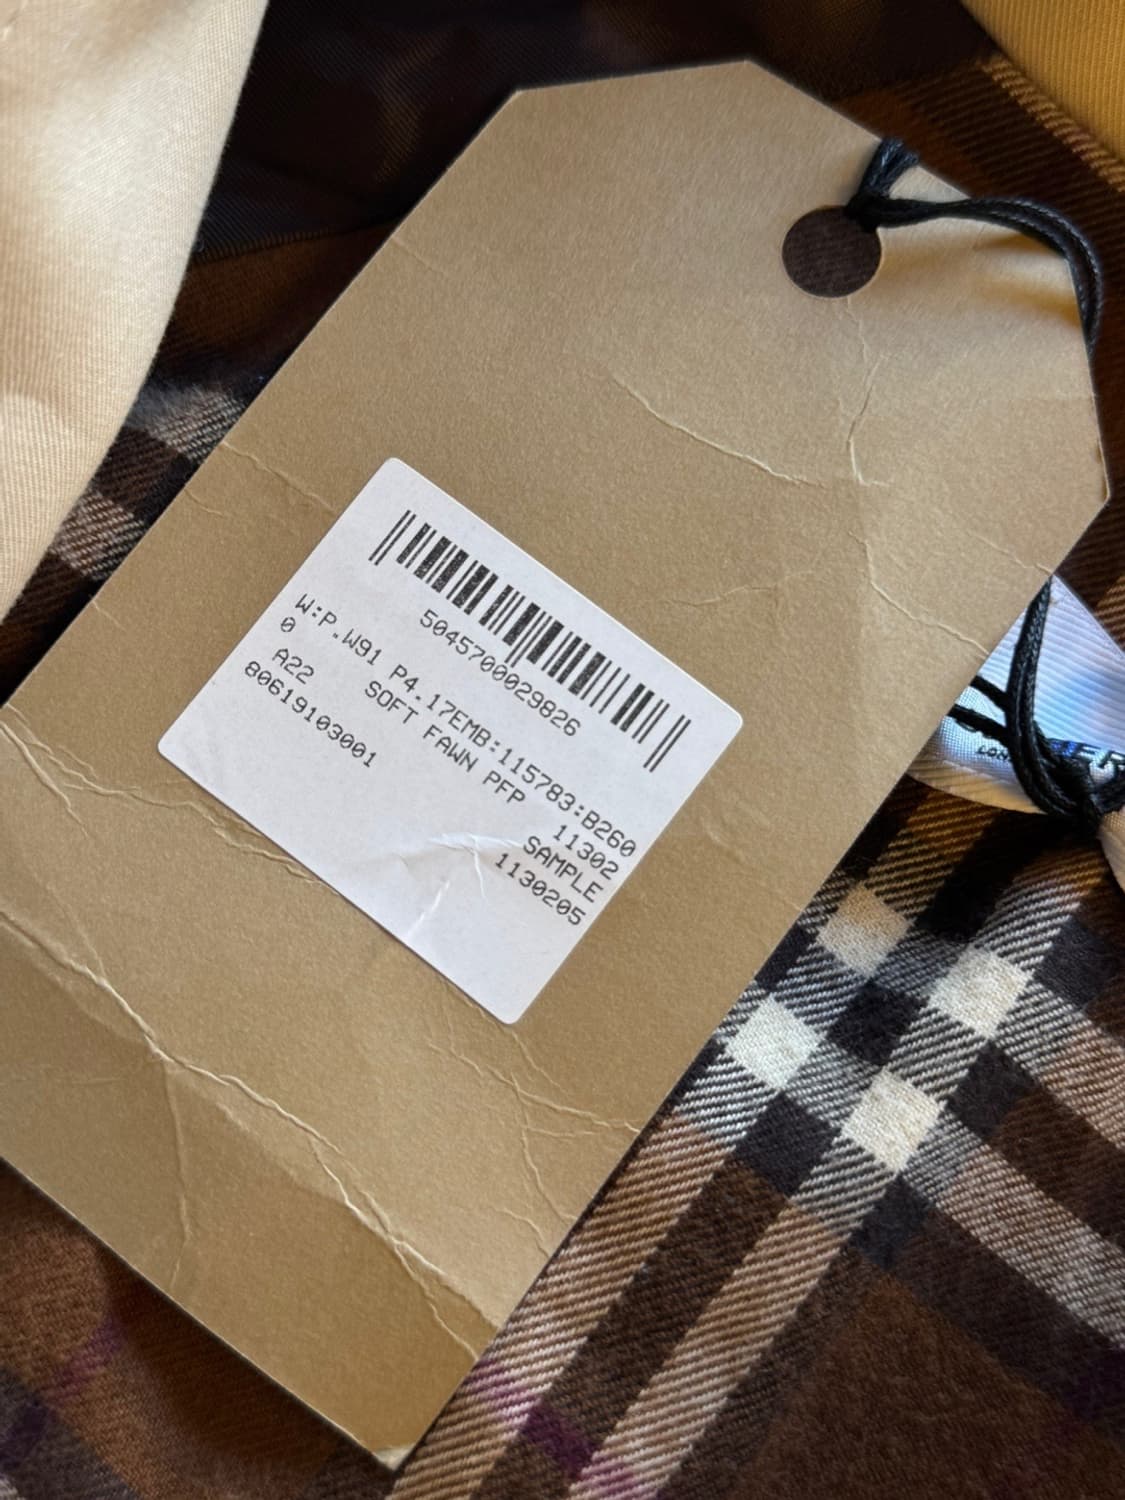 5045700029826
W:P.W91 P4.17EMB:115783:B260
0 11302
A22 SOFT FAWN PFP SAMPLE
80619103001 1130205